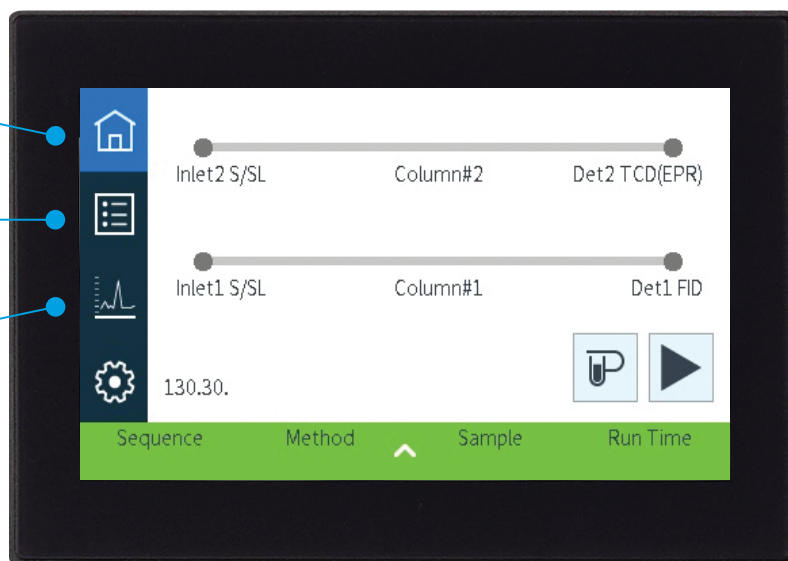 Inlet2 S/SL Column#2 Det2 TCD(EPR)
Inlet1 S/SL Column#1 Det1 FID
130.30.
Sequence Method Sample Run Time